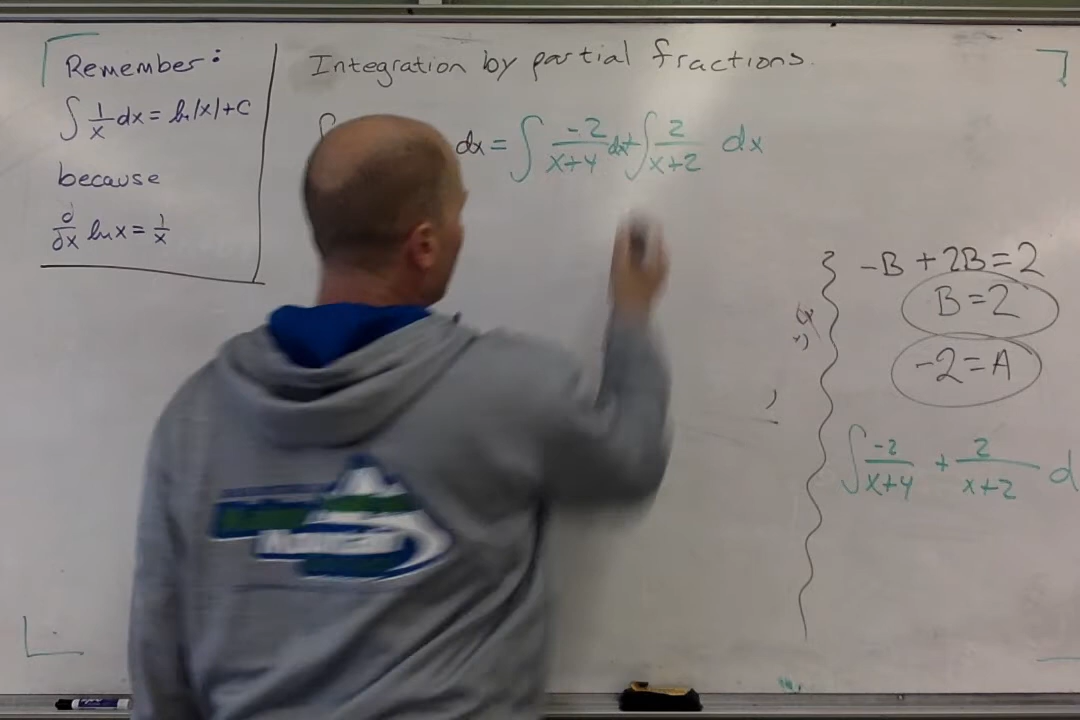 Remember:
∫ 1/x dx = ln|x| + C
because
∂/∂x ln x = 1/x
Integration by partial fractions.
∫ dx = ∫ -2/x+4 dx + ∫ 2/x+2 dx
-B + 2B = 2
B = 2
-2 = A
∫ -2/x+4 + 2/x+2 d